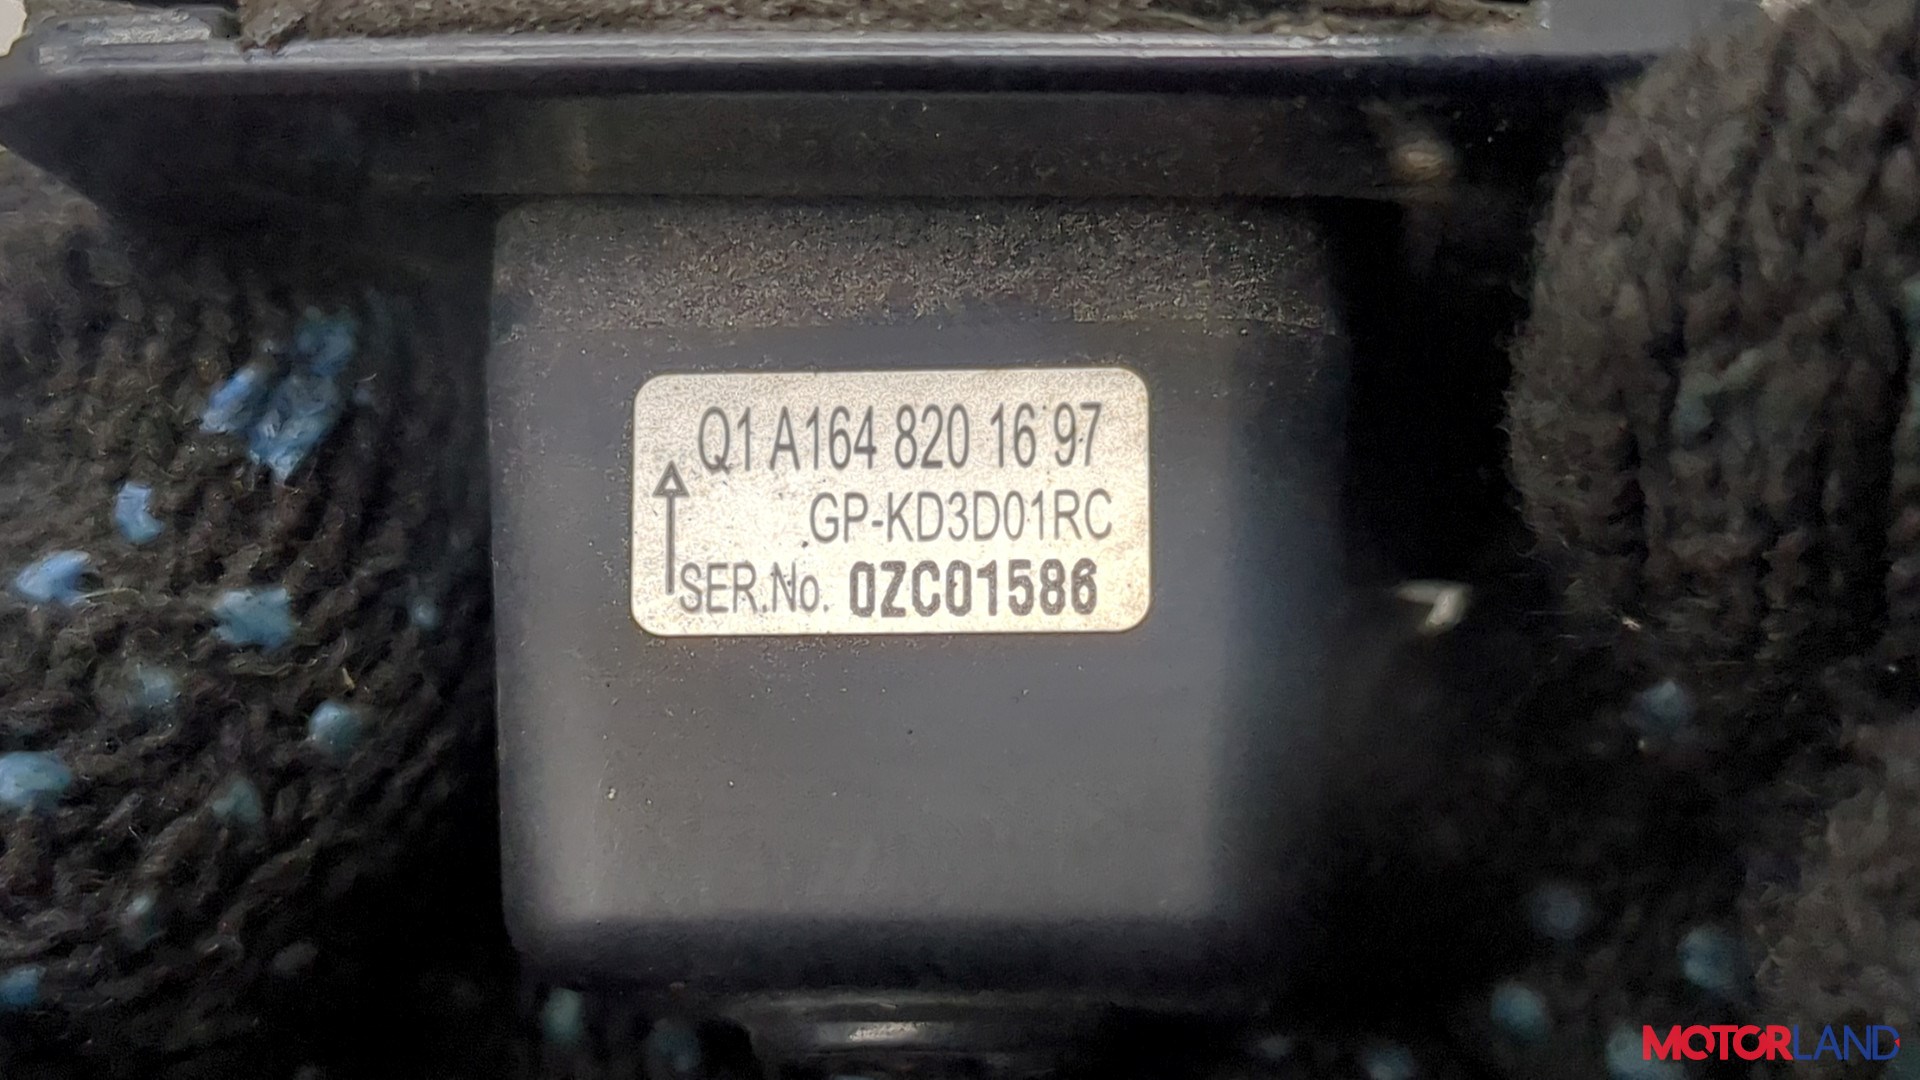 Q1 A164 820 16 97
GP-KD3D01RC
SER.No. 0ZC01586
MOTORLAND